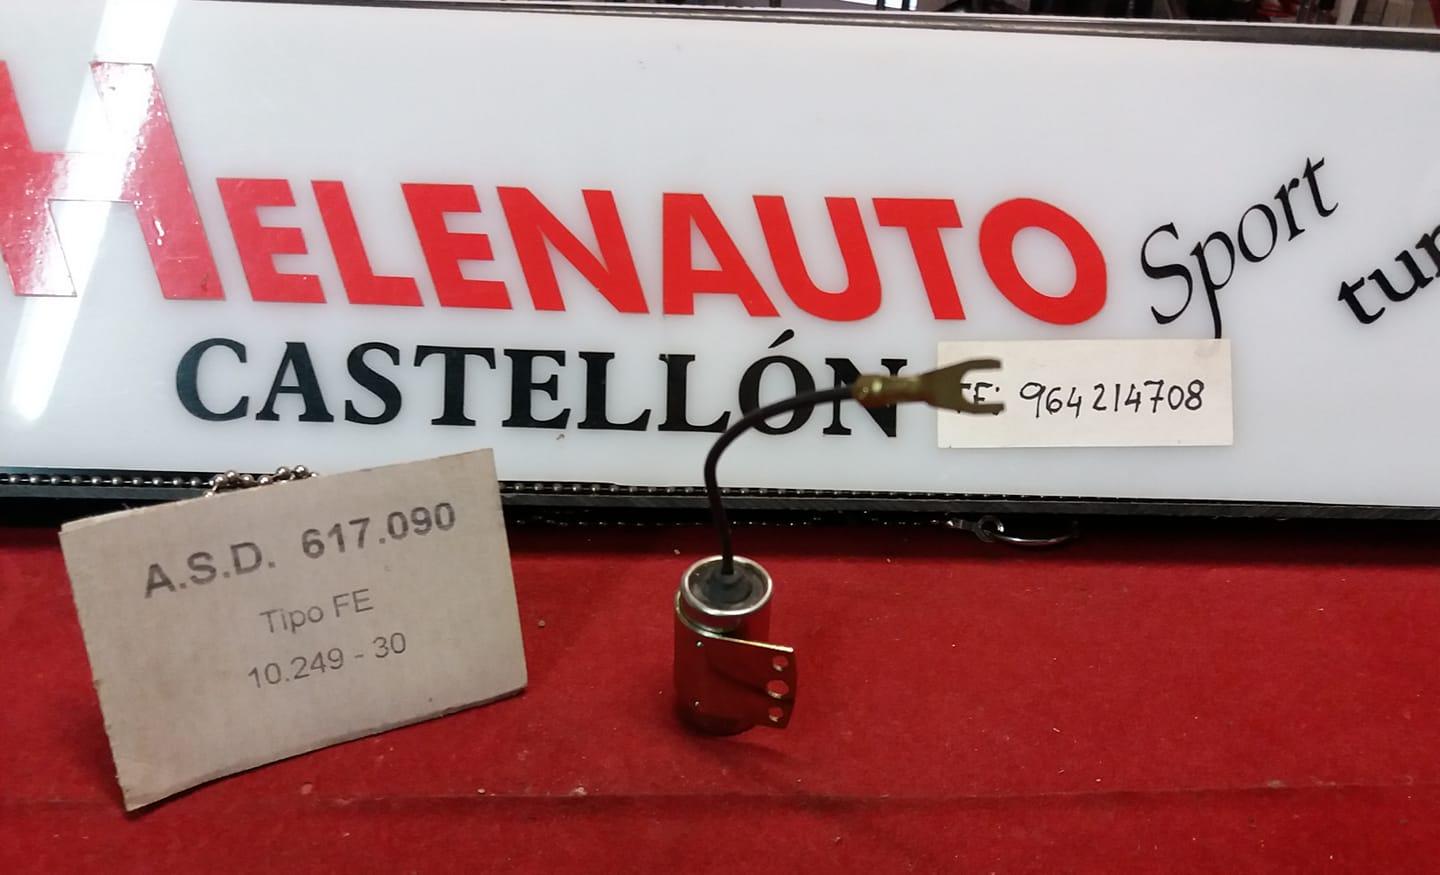 HELENAUTO Sport
CASTELLÓN
964214708
A.S.D. 617.090
Tipo FE
10.249 - 30